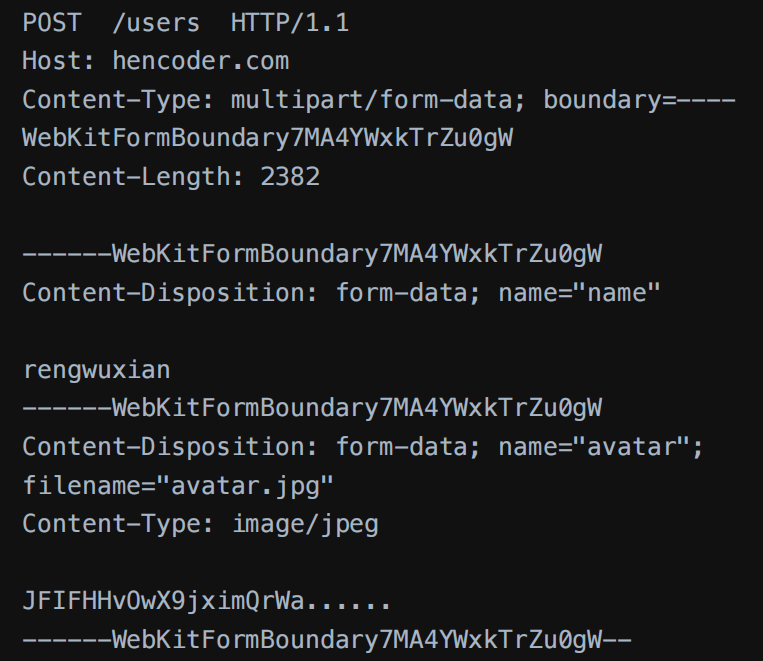 POST  /users  HTTP/1.1
Host: hencoder.com
Content-Type: multipart/form-data; boundary=----
WebKitFormBoundary7MA4YWxkTrZu0gW
Content-Length: 2382

------WebKitFormBoundary7MA4YWxkTrZu0gW
Content-Disposition: form-data; name="name"

rengwuxian
------WebKitFormBoundary7MA4YWxkTrZu0gW
Content-Disposition: form-data; name="avatar";
filename="avatar.jpg"
Content-Type: image/jpeg

JFIFHHvOwX9jximQrWa......
------WebKitFormBoundary7MA4YWxkTrZu0gW--